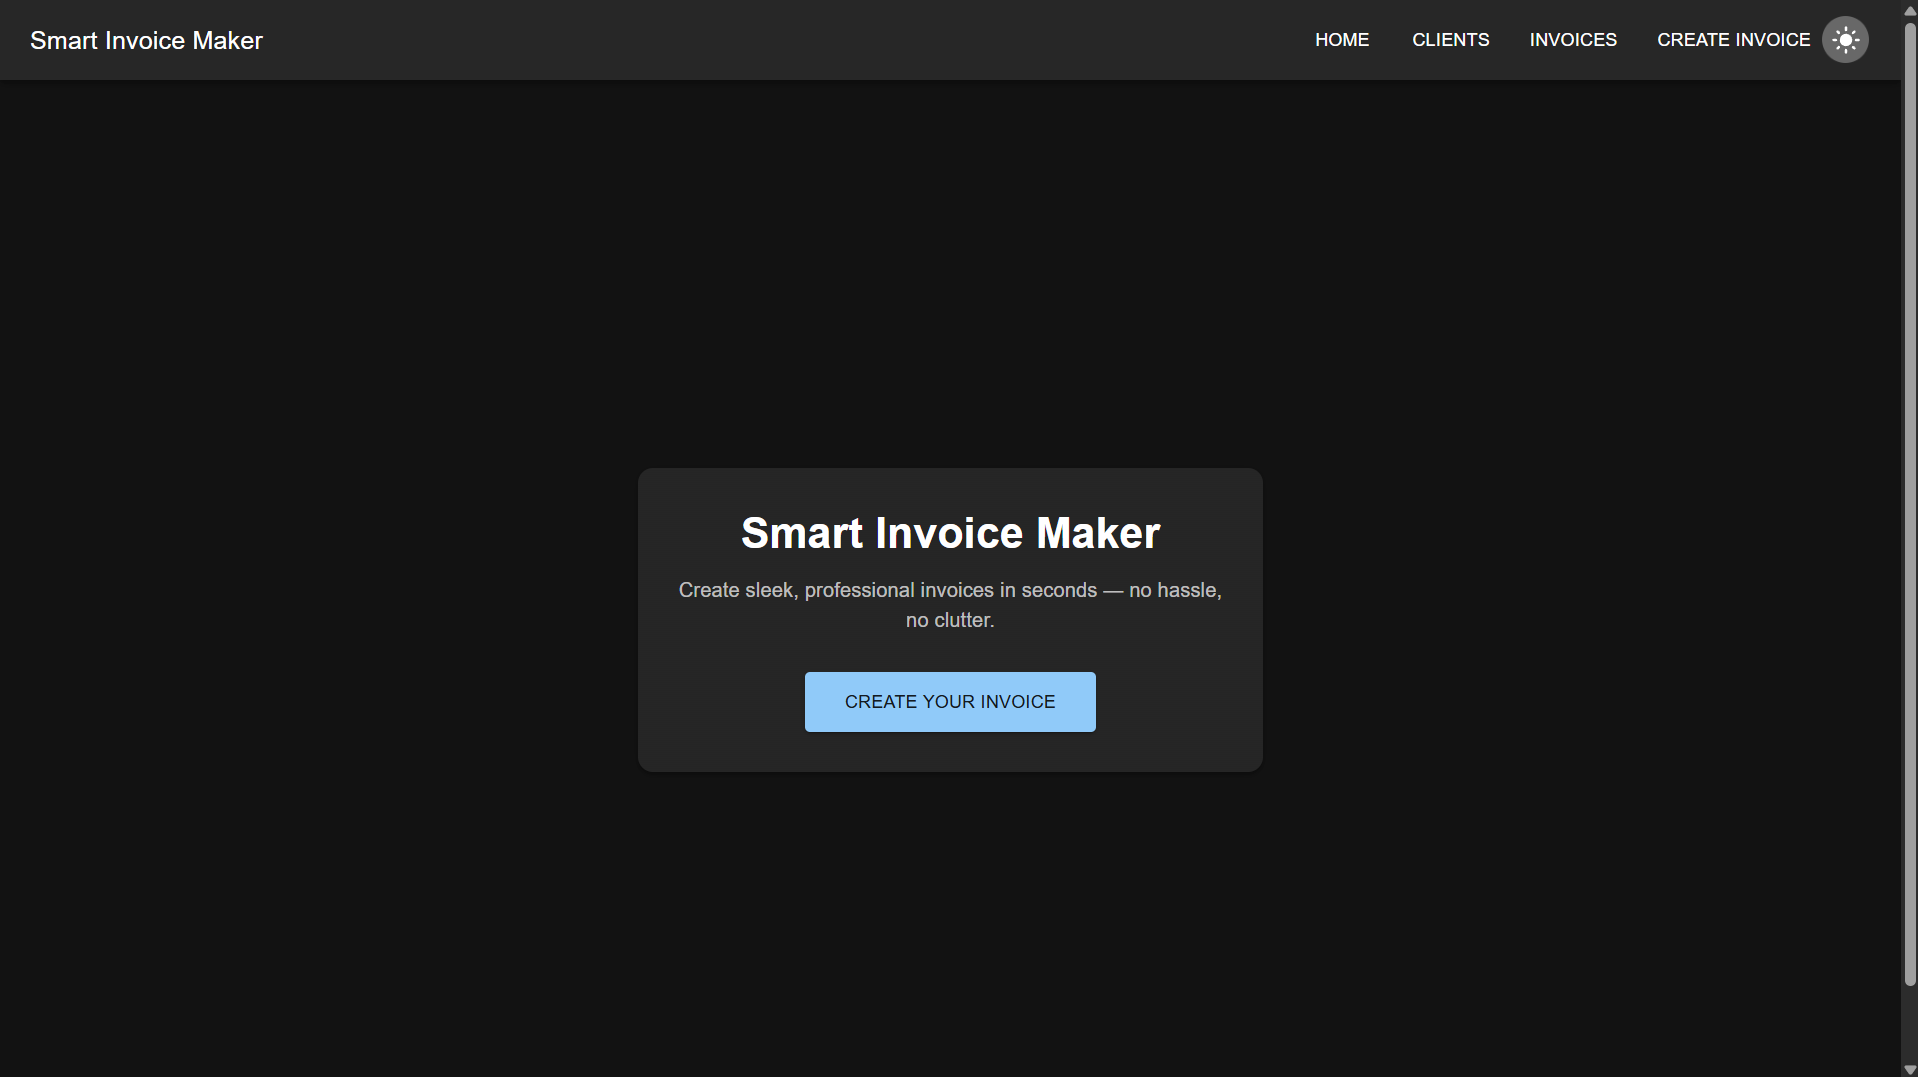 Smart Invoice Maker
HOME
CLIENTS
INVOICES
CREATE INVOICE
Smart Invoice Maker
Create sleek, professional invoices in seconds — no hassle,
no clutter.
CREATE YOUR INVOICE